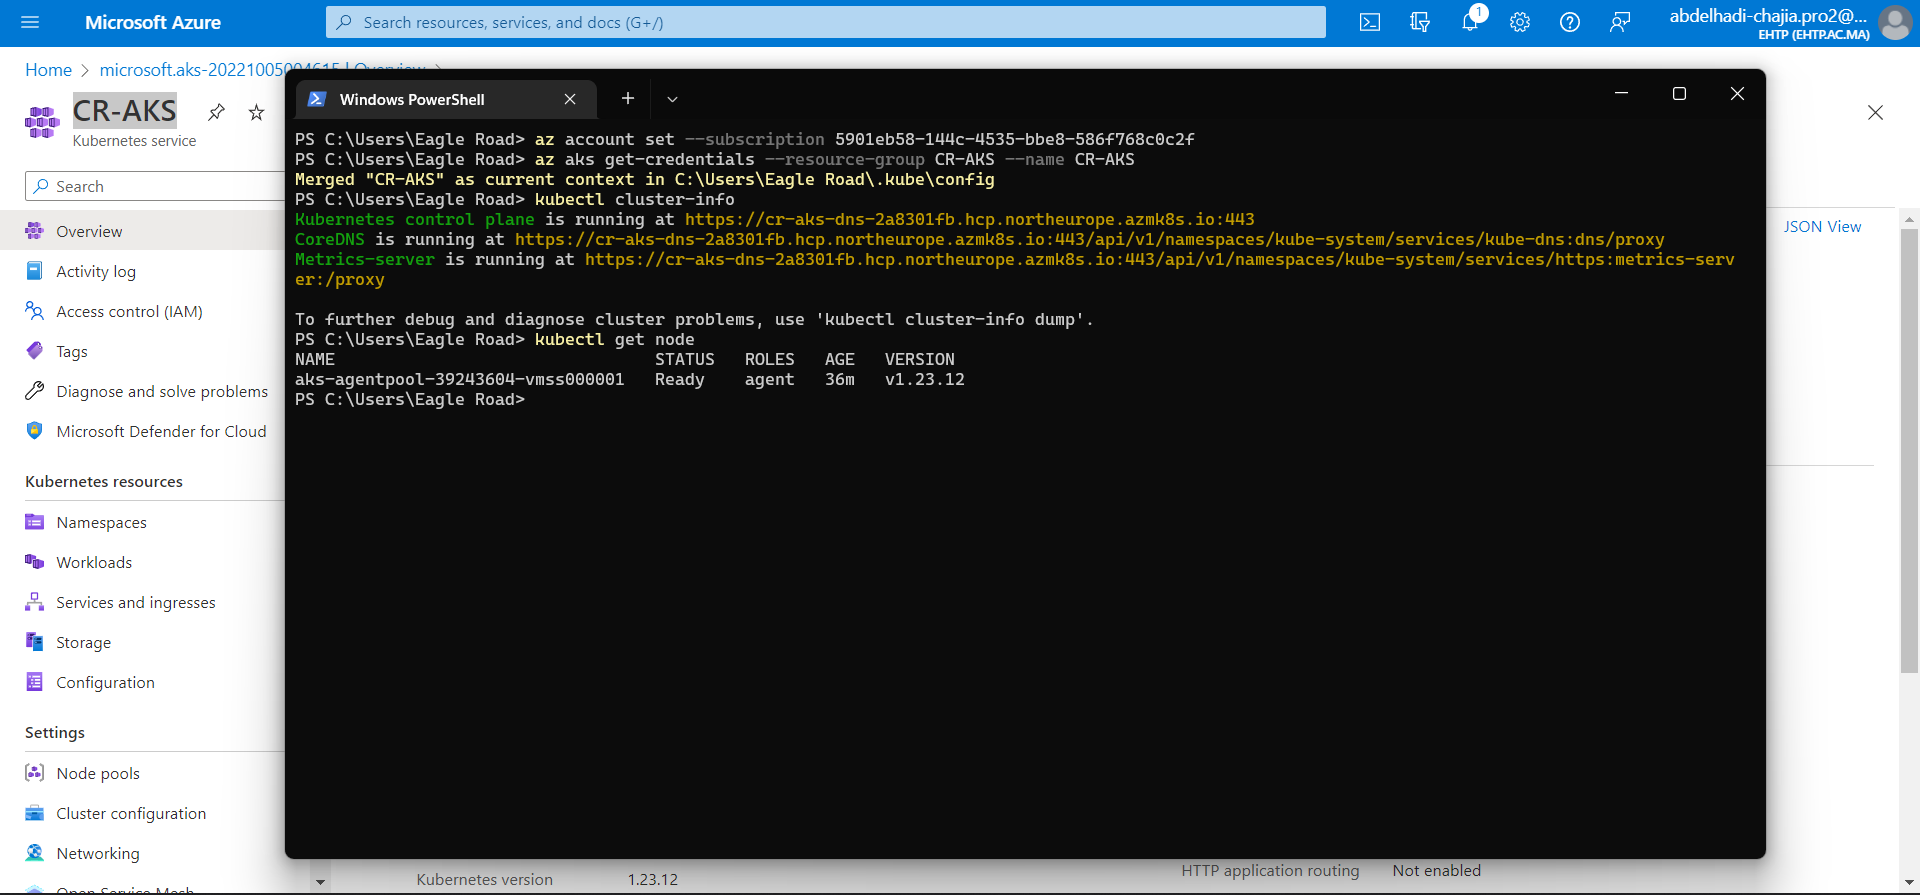 Microsoft Azure
Search resources, services, and docs (G+/)
1
abdelhadi-chajia.pro2@...
EHTP (EHTP.AC.MA)
Home
microsoft.aks-20221005004615 | Overview
CR-AKS
Kubernetes service
Search
Overview
Activity log
Access control (IAM)
Tags
Diagnose and solve problems
Microsoft Defender for Cloud
Kubernetes resources
Namespaces
Workloads
Services and ingresses
Storage
Configuration
Settings
Node pools
Cluster configuration
Networking
Open Service Mesh
Windows PowerShell
PS C:\Users\Eagle Road> az account set --subscription 5901eb58-144c-4535-bbe8-586f768c0c2f
PS C:\Users\Eagle Road> az aks get-credentials --resource-group CR-AKS --name CR-AKS
Merged "CR-AKS" as current context in C:\Users\Eagle Road\.kube\config
PS C:\Users\Eagle Road> kubectl cluster-info
Kubernetes control plane is running at https://cr-aks-dns-2a8301fb.hcp.northeurope.azmk8s.io:443
CoreDNS is running at https://cr-aks-dns-2a8301fb.hcp.northeurope.azmk8s.io:443/api/v1/namespaces/kube-system/services/kube-dns:dns/proxy
Metrics-server is running at https://cr-aks-dns-2a8301fb.hcp.northeurope.azmk8s.io:443/api/v1/namespaces/kube-system/services/https:metrics-serv
er:/proxy
To further debug and diagnose cluster problems, use 'kubectl cluster-info dump'.
PS C:\Users\Eagle Road> kubectl get node
NAME STATUS ROLES AGE VERSION
aks-agentpool-39243604-vmss000001 Ready agent 36m v1.23.12
PS C:\Users\Eagle Road>
JSON View
Kubernetes version 1.23.12
HTTP application routing Not enabled